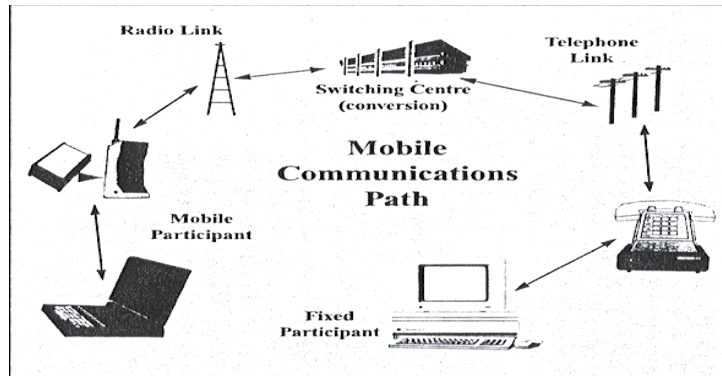 Radio Link
Telephone
Link
Switching Centre
(conversion)
Mobile
Communications
Path
Mobile
Participant
Fixed
Participant